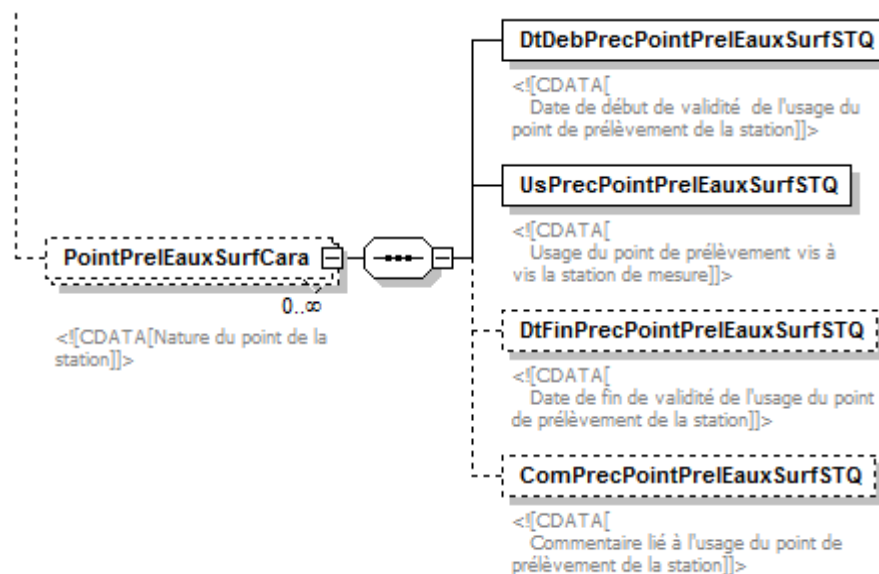 DtDebPrecPointPrelEauxSurfSTQ
<![CDATA[
Date de début de validité  de l'usage du
point de prélèvement de la station]]>
UsPrecPointPrelEauxSurfSTQ
<![CDATA[
Usage du point de prélèvement vis à
vis la station de mesure]]>
PointPrelEauxSurfCara
0..∞
<![CDATA[Nature du point de la
station]]>
DtFinPrecPointPrelEauxSurfSTQ
<![CDATA[
Date de fin de validité de l'usage du point
de prélèvement de la station]]>
ComPrecPointPrelEauxSurfSTQ
<![CDATA[
Commentaire lié à l'usage du point de
prélèvement de la station]]>